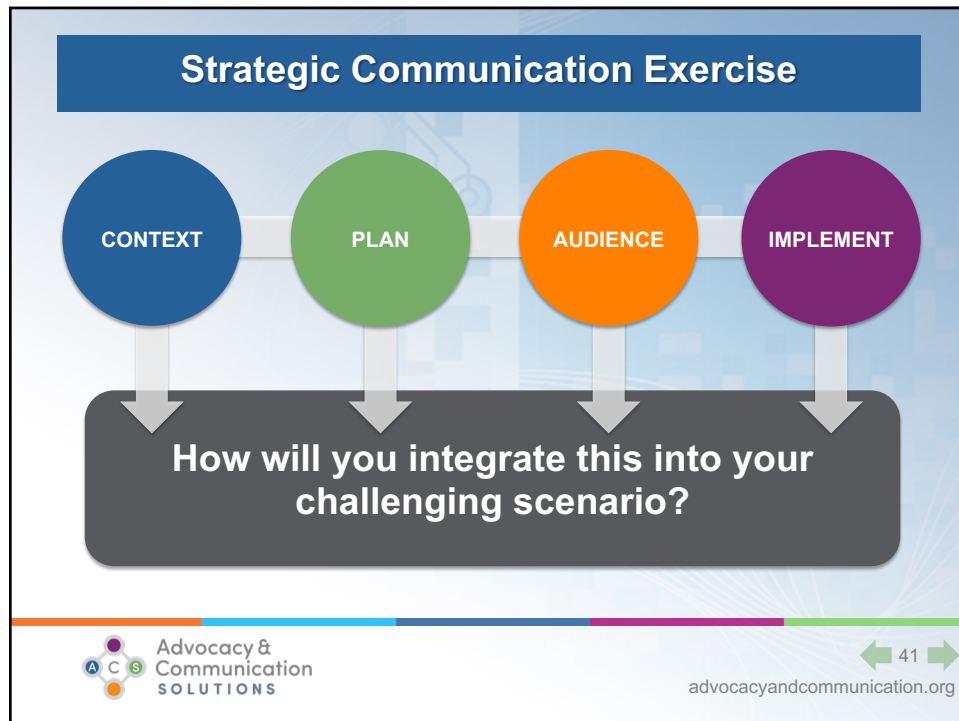 Strategic Communication Exercise
CONTEXT
PLAN
AUDIENCE
IMPLEMENT
How will you integrate this into your
challenging scenario?
A C S
Advocacy &
Communication
SOLUTIONS
41
advocacyandcommunication.org